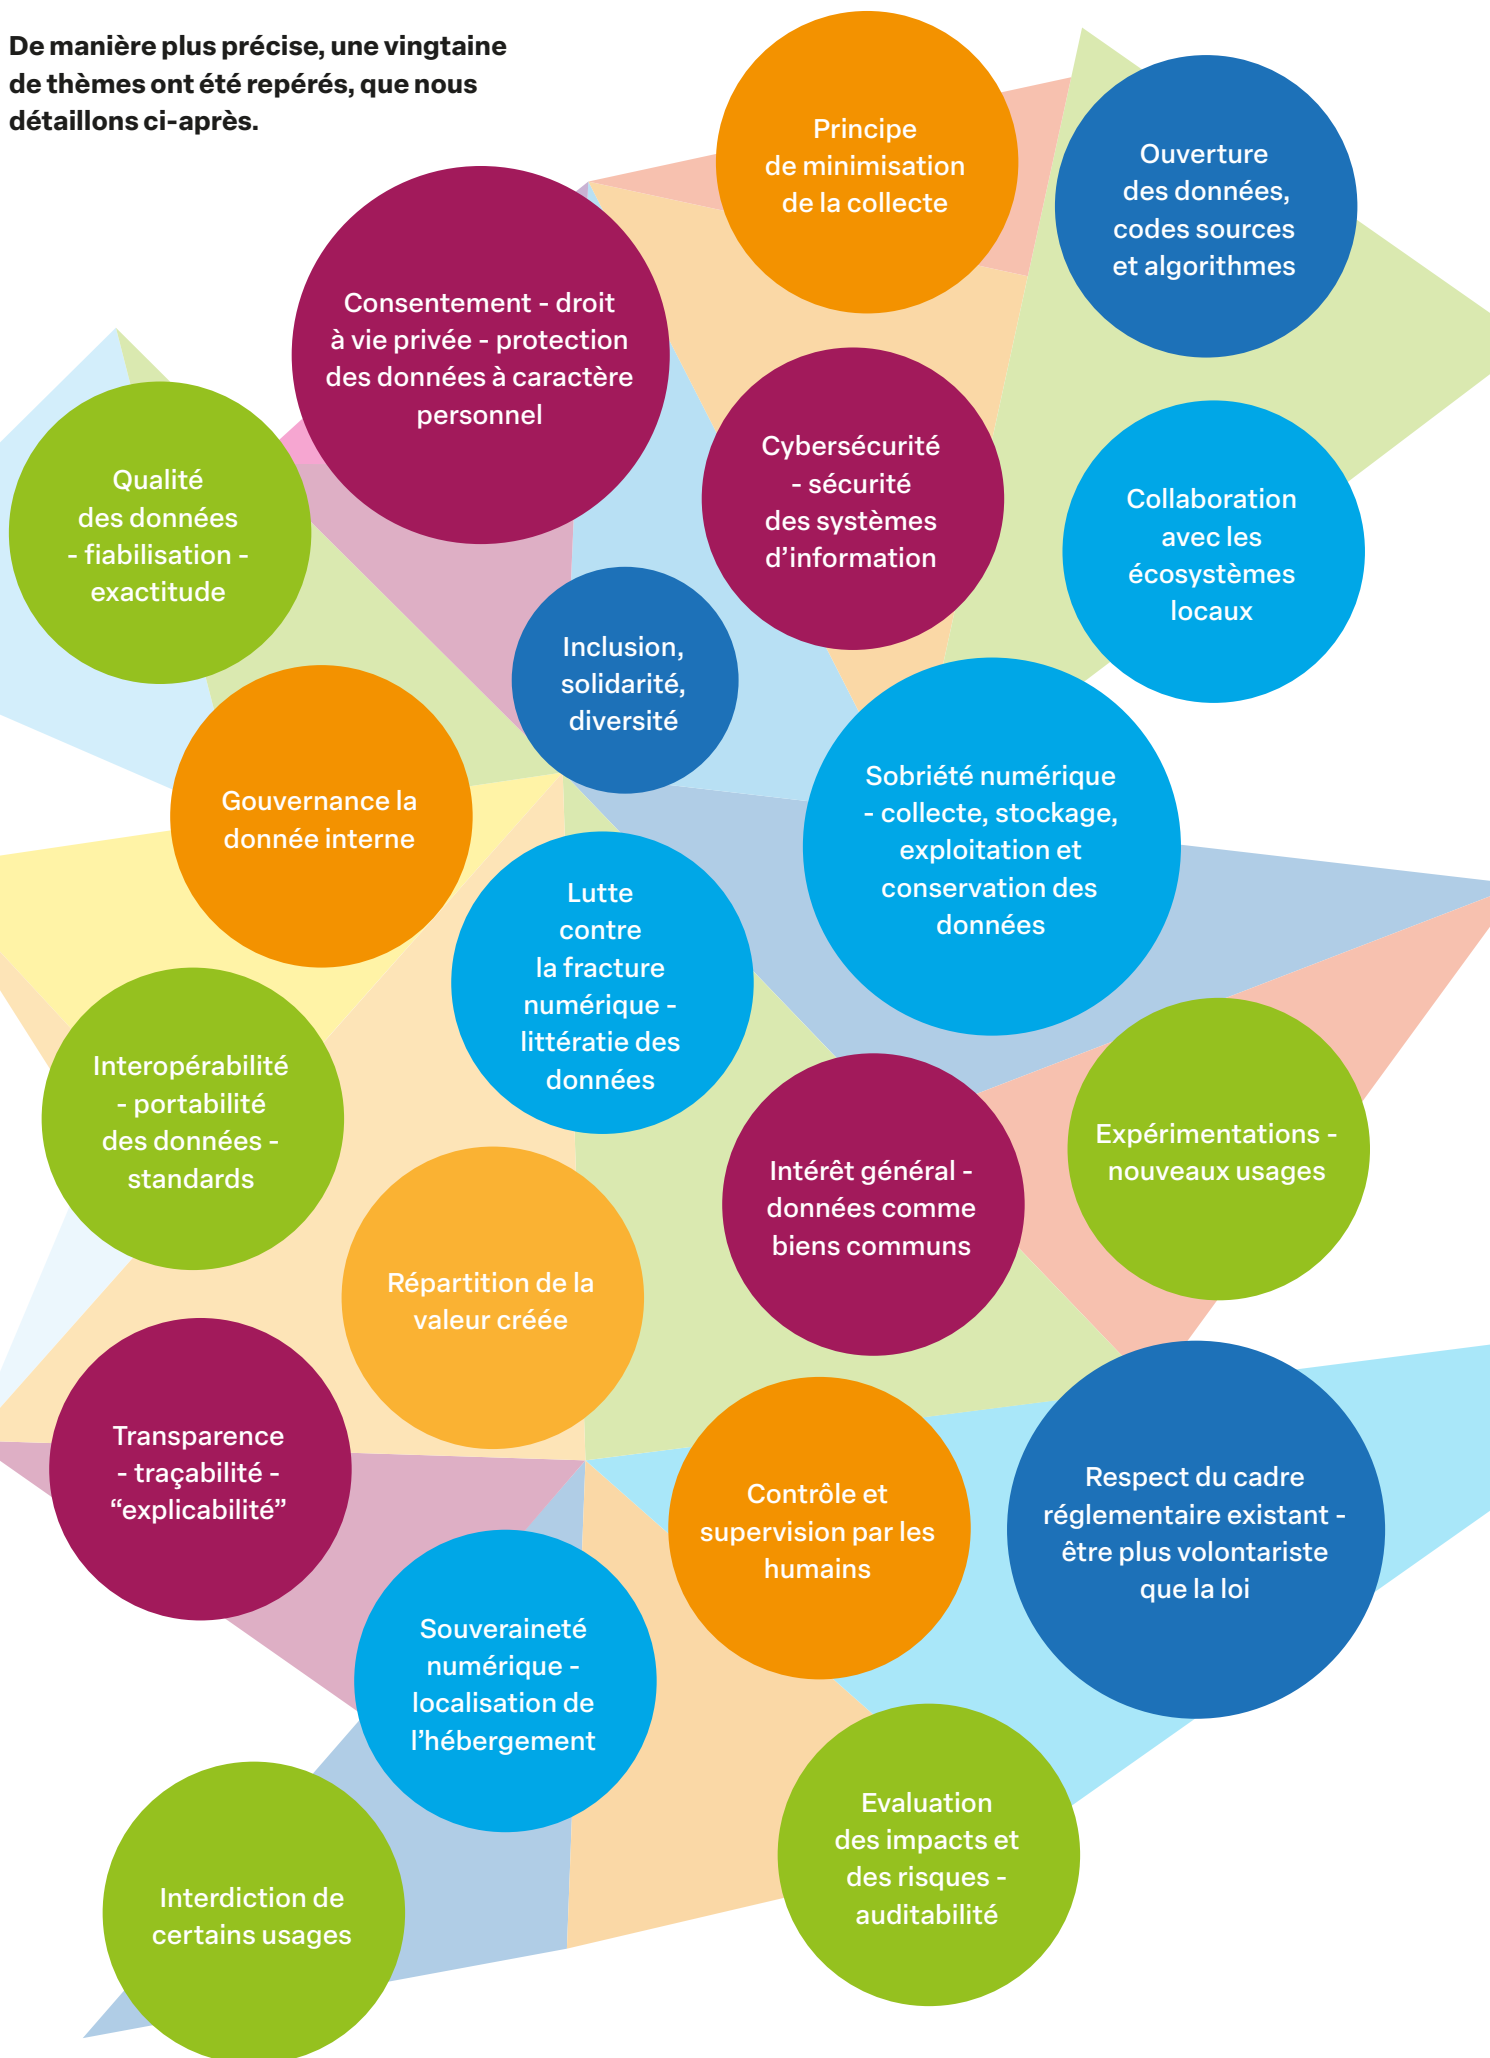 De manière plus précise, une vingtaine
de thèmes ont été repérés, que nous
détaillons ci-après.
Principe
de minimisation
de la collecte
Ouverture
des données,
codes sources
et algorithmes
Consentement - droit
à vie privée - protection
des données à caractère
personnel
Cybersécurité
- sécurité
des systèmes
d'information
Qualité
des données
- fiabilisation -
exactitude
Collaboration
avec les
écosystèmes
locaux
Inclusion,
solidarité,
diversité
Gouvernance la
donnée interne
Sobriété numérique
- collecte, stockage,
exploitation et
conservation des
données
Lutte
contre
la fracture
numérique -
littératie des
données
Interopérabilité
- portabilité
des données -
standards
Intérêt général -
données comme
biens communs
Expérimentations -
nouveaux usages
Répartition de la
valeur créée
Transparence
- traçabilité -
“explicabilité”
Contrôle et
supervision par les
humains
Respect du cadre
réglementaire existant -
être plus volontariste
que la loi
Souveraineté
numérique -
localisation de
l'hébergement
Evaluation
des impacts et
des risques -
auditabilité
Interdiction de
certains usages